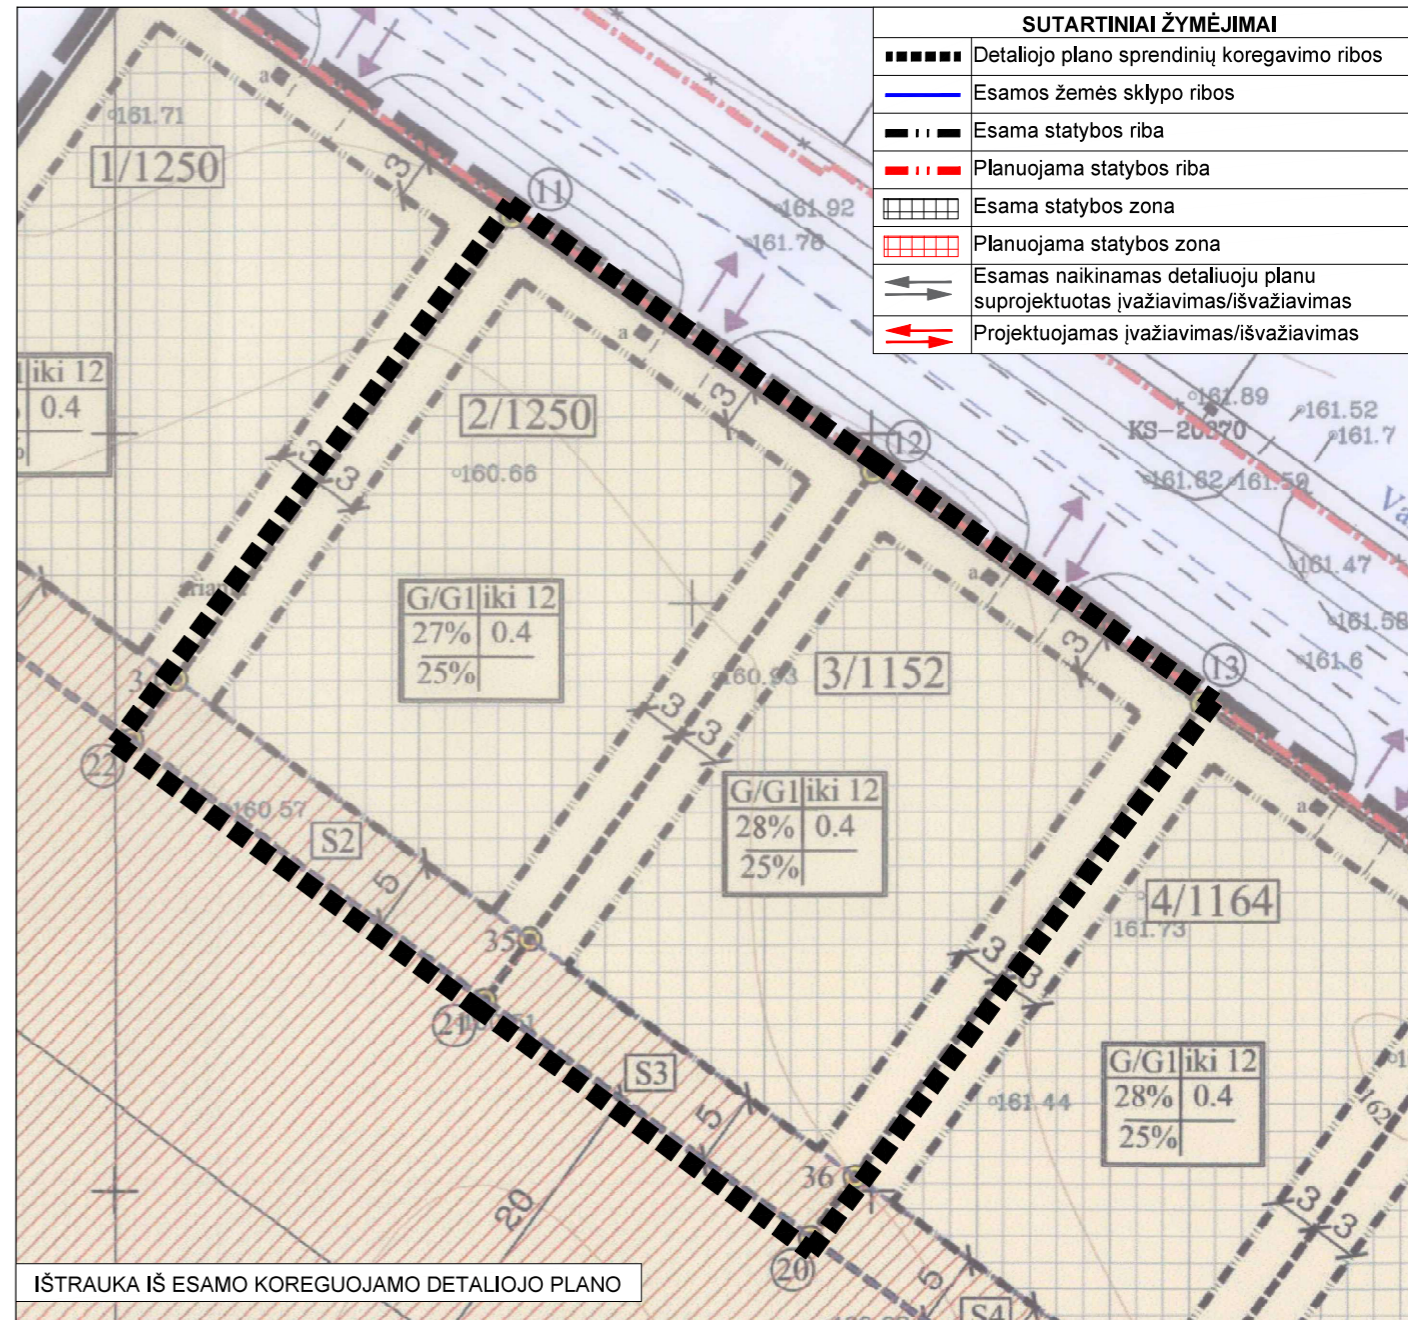 SUTARTINIAI ŽYMĖJIMAI
Detaliojo plano sprendinių koregavimo ribos
Esamos žemės sklypo ribos
Esama statybos riba
Planuojama statybos riba
Esama statybos zona
Planuojama statybos zona
Esamas naikinamas detaliuoju planu
suprojektuotas įvažiavimas/išvažiavimas
Projektuojamas įvažiavimas/išvažiavimas
a
161.71
1/1250
3
11
161.92
161.76
iki 12
0.4
a
2/1250
160.66
3
3
3
12
161.89
161.52
KS-20870
161.7
161.62
161.59
161.47
161.58
161.6
G/G1 iki 12
27% 0.4
25%
a
3
13
160.93
3/1152
3
3
22
160.57
S2
5
G/G1 iki 12
28% 0.4
25%
a
4/1164
161.73
35
3
3
21
S3
5
161.44
G/G1 iki 12
28% 0.4
25%
162
36
20
3
3
20
5
S4
IŠTRAUKA IŠ ESAMO KOREGUOJAMO DETALIOJO PLANO